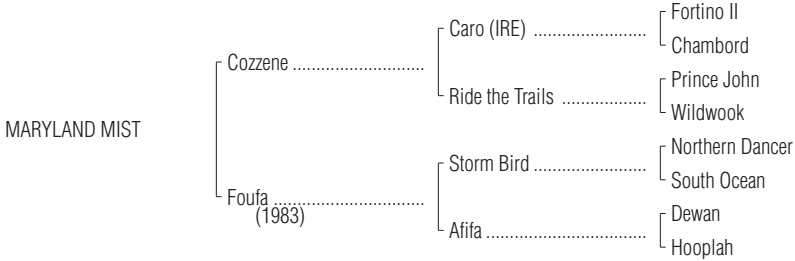 Fortino II
Caro (IRE) ........................
Chambord
Cozzene ............................
Prince John
Ride the Trails ..................
Wildwook
MARYLAND MIST
Northern Dancer
Storm Bird ........................
South Ocean
Foufa ................................
(1983)
Dewan
Afifa ..................................
Hooplah